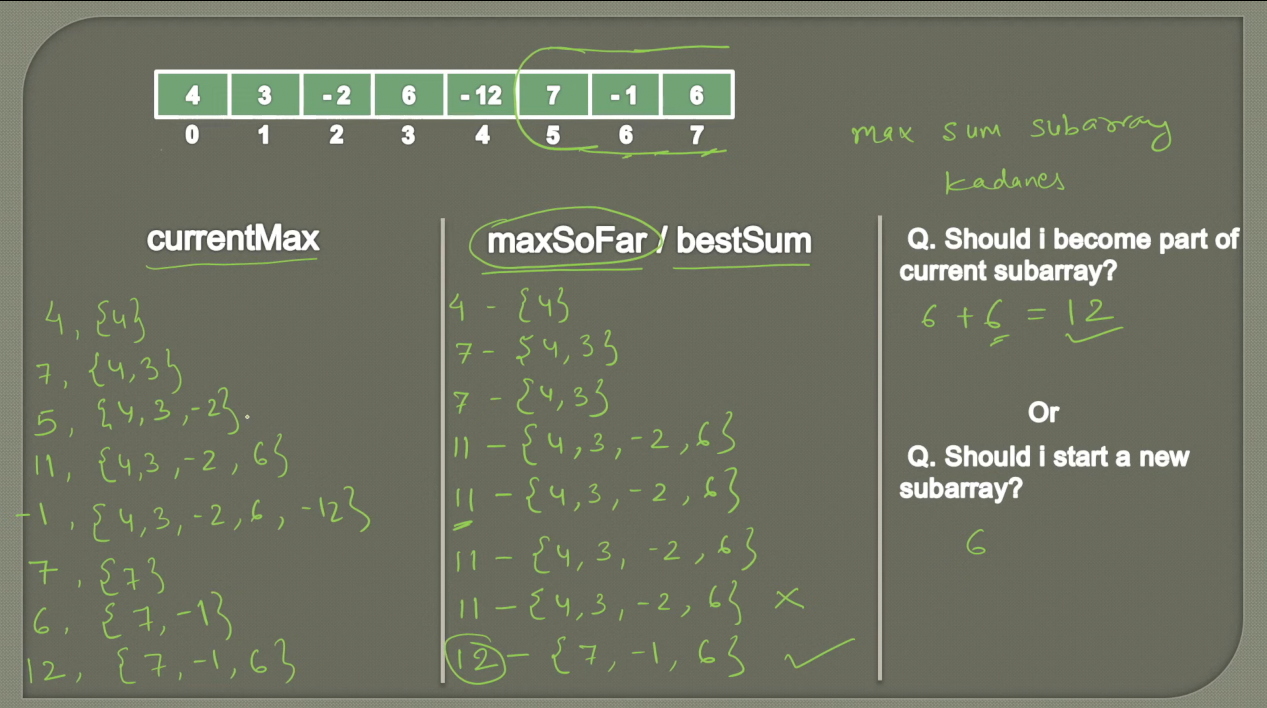 4 3 -2 6 -12 7 -1 6
0 1 2 3 4 5 6 7
max sum subarray
kadanes
currentMax
4, {4}
7, {4,3}
5, {4,3,-2}.
11, {4,3,-2,6}
-1, {4,3,-2,6,-12}
7, {7}
6, {7,-1}
12, {7,-1,6}
maxSoFar / bestSum
4 - {4}
7 - {4,3}
7 - {4,3}
11 - {4,3,-2,6}
11 - {4,3,-2,6}
11 - {4,3,-2,6}
11 - {4,3,-2,6} ×
12 - {7,-1,6} ✓
Q. Should i become part of
current subarray?
6 + 6 = 12
Or
Q. Should i start a new
subarray?
6